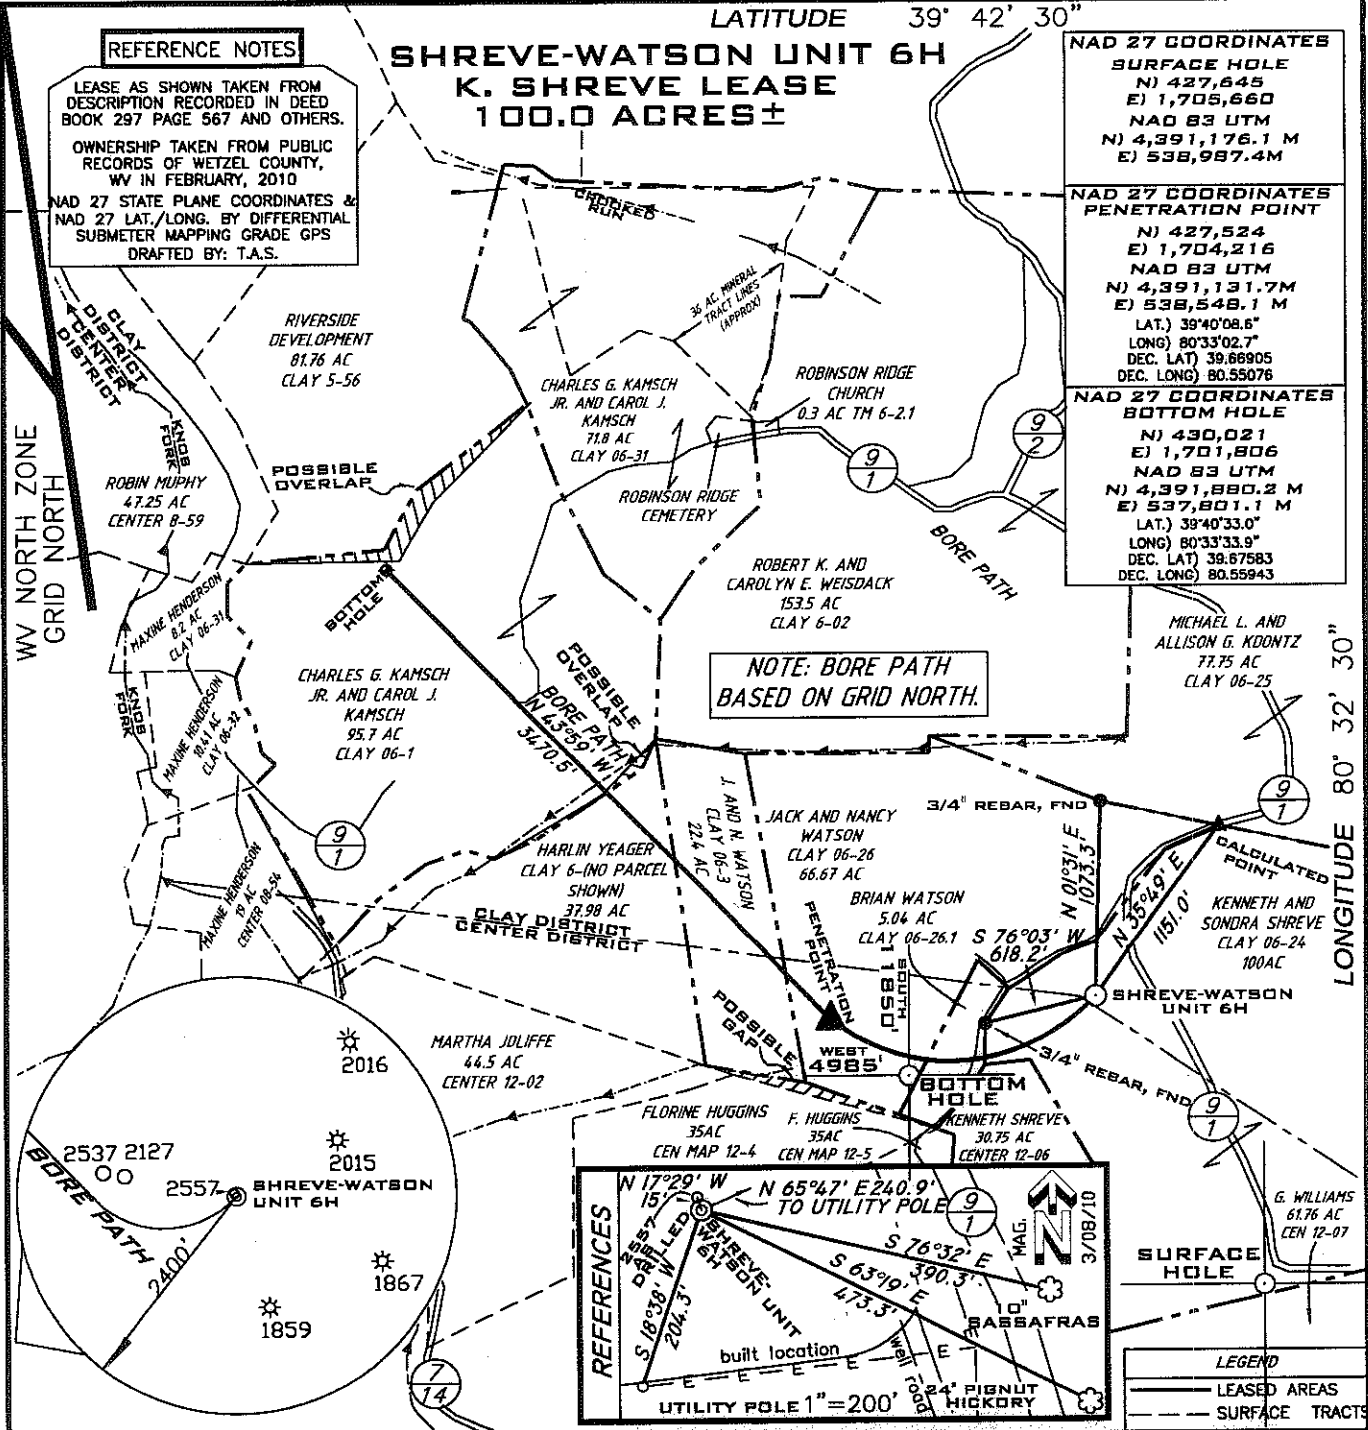 LATITUDE 39° 42' 30"
REFERENCE NOTES
LEASE AS SHOWN TAKEN FROM
DESCRIPTION RECORDED IN DEED
BOOK 297 PAGE 567 AND OTHERS.
OWNERSHIP TAKEN FROM PUBLIC
RECORDS OF WETZEL COUNTY,
WV IN FEBRUARY, 2010
NAD 27 STATE PLANE COORDINATES &
NAD 27 LAT./LONG. BY DIFFERENTIAL
SUBMETER MAPPING GRADE GPS
DRAFTED BY: T.A.S.
SHREVE-WATSON UNIT 6H
K. SHREVE LEASE
100.0 ACRES±
NAD 27 COORDINATES
SURFACE HOLE
N) 427,645
E) 1,705,660
NAD 83 UTM
N) 4,391,176.1 M
E) 538,987.4M
NAD 27 COORDINATES
PENETRATION POINT
N) 427,524
E) 1,704,216
NAD 83 UTM
N) 4,391,131.7M
E) 538,548.1 M
LAT.) 39°40'08.6"
LONG) 80°33'02.7"
DEC. LAT) 39.66905
DEC. LONG) 80.55076
NAD 27 COORDINATES
BOTTOM HOLE
N) 430,021
E) 1,701,806
NAD 83 UTM
N) 4,391,880.2 M
E) 537,801.1 M
LAT.) 39°40'33.0"
LONG) 80°33'33.9"
DEC. LAT) 39.67583
DEC. LONG) 80.55943
LONGITUDE 80° 32' 30"
WV NORTH ZONE
GRID NORTH
CLAY
DISTRICT
CENTER
DISTRICT
KNOB
FORK
CROOKED
RUN
36 AC. MINERAL
TRACT LINES
(APPROX)
RIVERSIDE
DEVELOPMENT
81.76 AC
CLAY 5-56
CHARLES G. KAMSCH
JR. AND CAROL J.
KAMSCH
71.8 AC
CLAY 06-31
ROBINSON RIDGE
CHURCH
0.3 AC TM 6-2.1
9
2
9
1
ROBIN MUPHY
47.25 AC
CENTER 8-59
POSSIBLE
OVERLAP
ROBINSON RIDGE
CEMETERY
BORE PATH
ROBERT K. AND
CAROLYN E. WEISDACK
153.5 AC
CLAY 6-02
BOTTOM
HOLE
MAXINE HENDERSON
8.2 AC
CLAY 06-31
MICHAEL L. AND
ALLISON G. KOONTZ
77.75 AC
CLAY 06-25
NOTE: BORE PATH
BASED ON GRID NORTH.
CHARLES G. KAMSCH
JR. AND CAROL J.
KAMSCH
95.7 AC
CLAY 06-1
POSSIBLE
OVERLAP
BORE PATH
N 43°59' W
3470.5'
KNOB
FORK
MAXINE HENDERSON
10.41 AC
CLAY 06-32
9
1
9
1
3/4" REBAR, FND
J. AND N. WATSON
CLAY 06-3
22.4 AC
JACK AND NANCY
WATSON
CLAY 06-26
66.67 AC
N 01°31' E
1073.3'
N 35°49' E
1151.0'
CALCULATED
POINT
HARLIN YEAGER
CLAY 6-(NO PARCEL
SHOWN)
37.98 AC
MAXINE HENDERSON
19 AC
CENTER 08-54
CLAY DISTRICT
CENTER DISTRICT
BRIAN WATSON
5.04 AC
CLAY 06-26.1
S 76°03' W
618.2'
KENNETH AND
SONDRA SHREVE
CLAY 06-24
100AC
PENETRATION
POINT
SOUTH
11850'
SHREVE-WATSON
UNIT 6H
POSSIBLE
GAP
WEST
4985'
BOTTOM
HOLE
3/4" REBAR, FND
9
1
MARTHA JOLIFFE
44.5 AC
CENTER 12-02
FLORINE HUGGINS
35AC
CEN MAP 12-4
F. HUGGINS
35AC
CEN MAP 12-5
KENNETH SHREVE
30.75 AC
CENTER 12-06
G. WILLIAMS
61.76 AC
CEN 12-07
SURFACE
HOLE
2016
2015
2537 2127
2557
SHREVE-WATSON
UNIT 6H
BORE PATH
2400'
1867
1859
7
14
REFERENCES
N 17°29' W
15'
2557
DRILLED
SHREVE-
WATSON UNIT
6H
N 65°47' E 240.9'
TO UTILITY POLE
9
1
MAG.
N
3/08/10
S 76°32' E
390.3'
S 63°19' E
473.3'
S 18°38' W
204.3'
10"
SASSAFRAS
built location
E E E E E E
well road
24" PIGNUT
HICKORY
UTILITY POLE 1"=200'
LEGEND
LEASED AREAS
SURFACE TRACTS